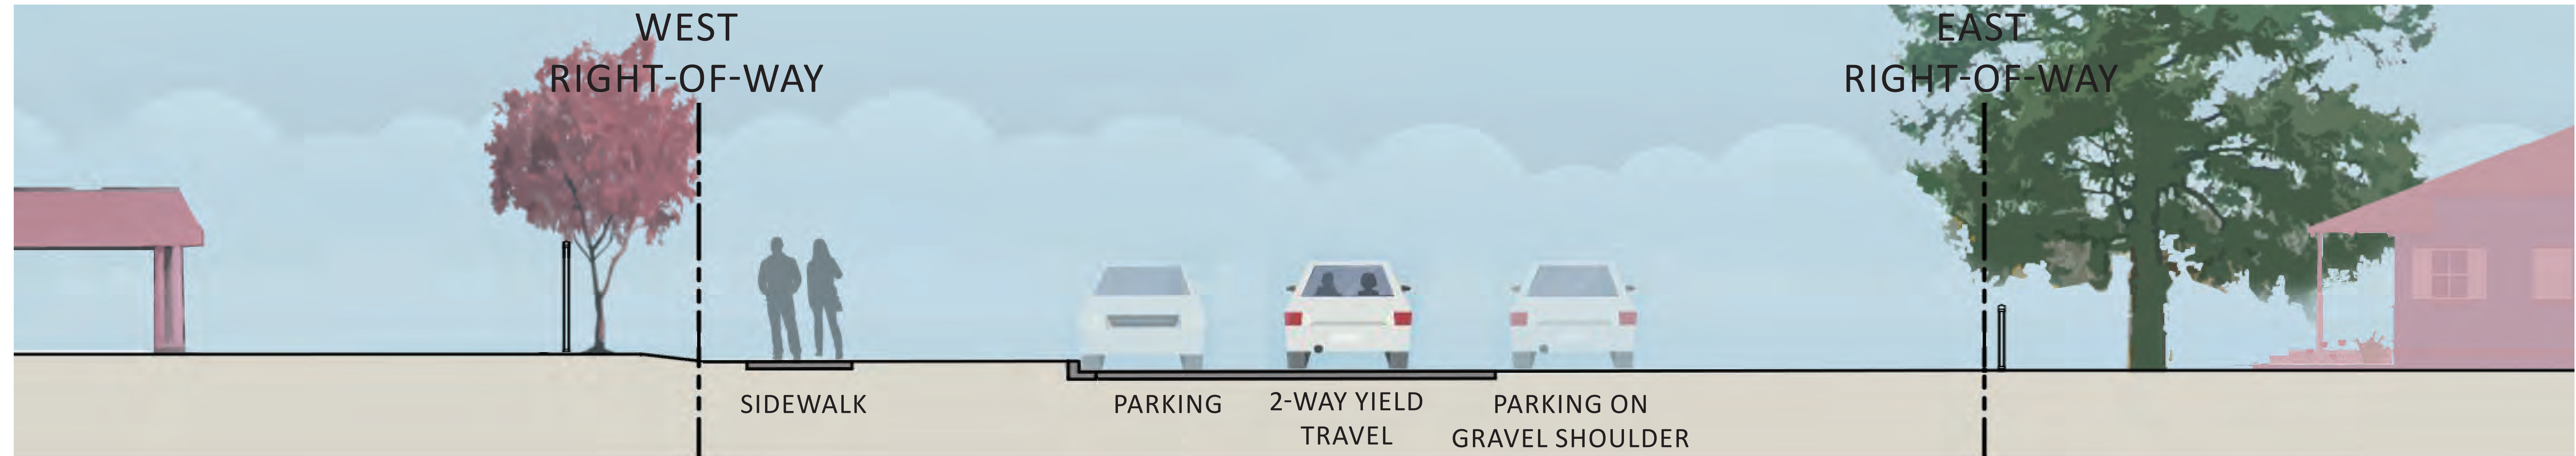 WEST
RIGHT-OF-WAY
EAST
RIGHT-OF-WAY
SIDEWALK
PARKING
2-WAY YIELD
TRAVEL
PARKING ON
GRAVEL SHOULDER